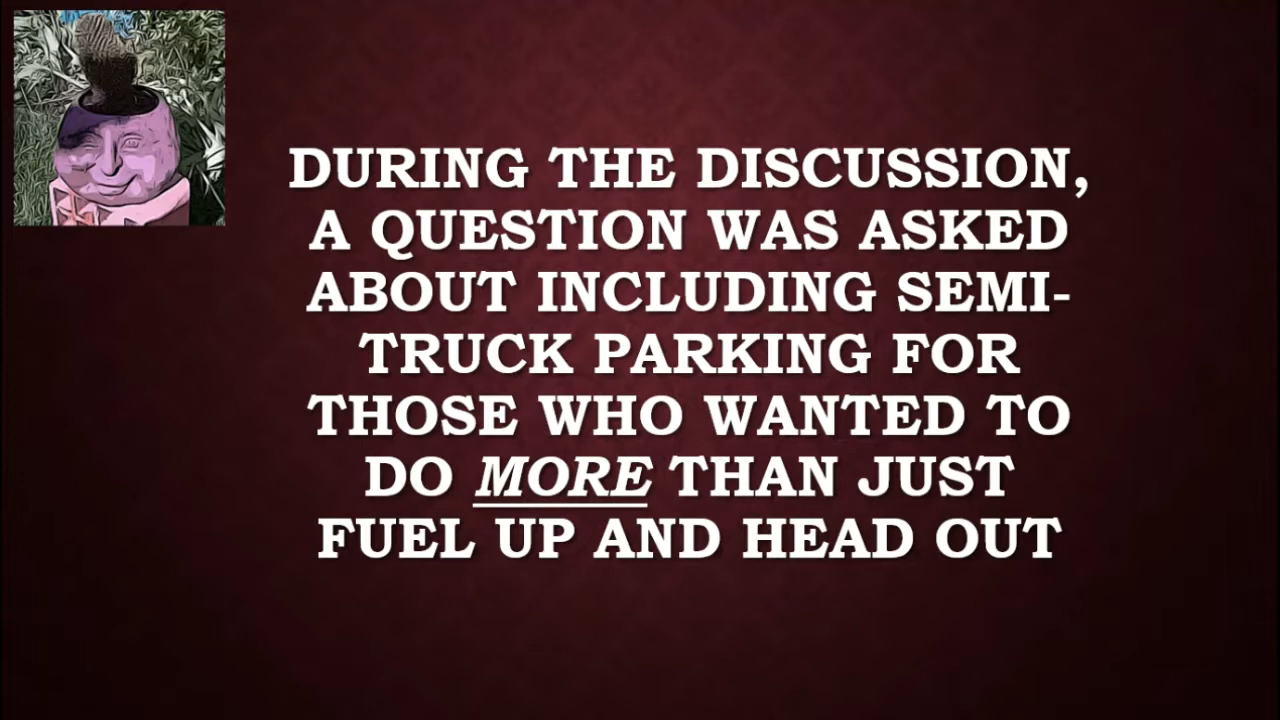 DURING THE DISCUSSION,
A QUESTION WAS ASKED
ABOUT INCLUDING SEMI-
TRUCK PARKING FOR
THOSE WHO WANTED TO
DO MORE THAN JUST
FUEL UP AND HEAD OUT